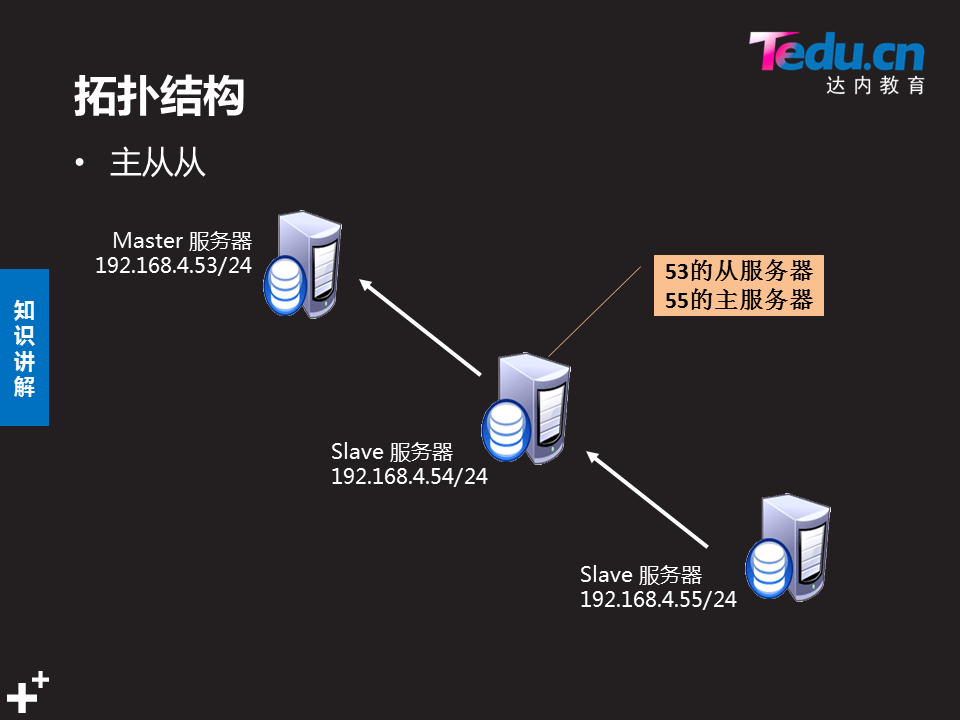 Tedu.cn
达内教育
拓扑结构
• 主从从
Master 服务器
192.168.4.53/24
53的从服务器
55的主服务器
知识讲解
Slave 服务器
192.168.4.54/24
Slave 服务器
192.168.4.55/24